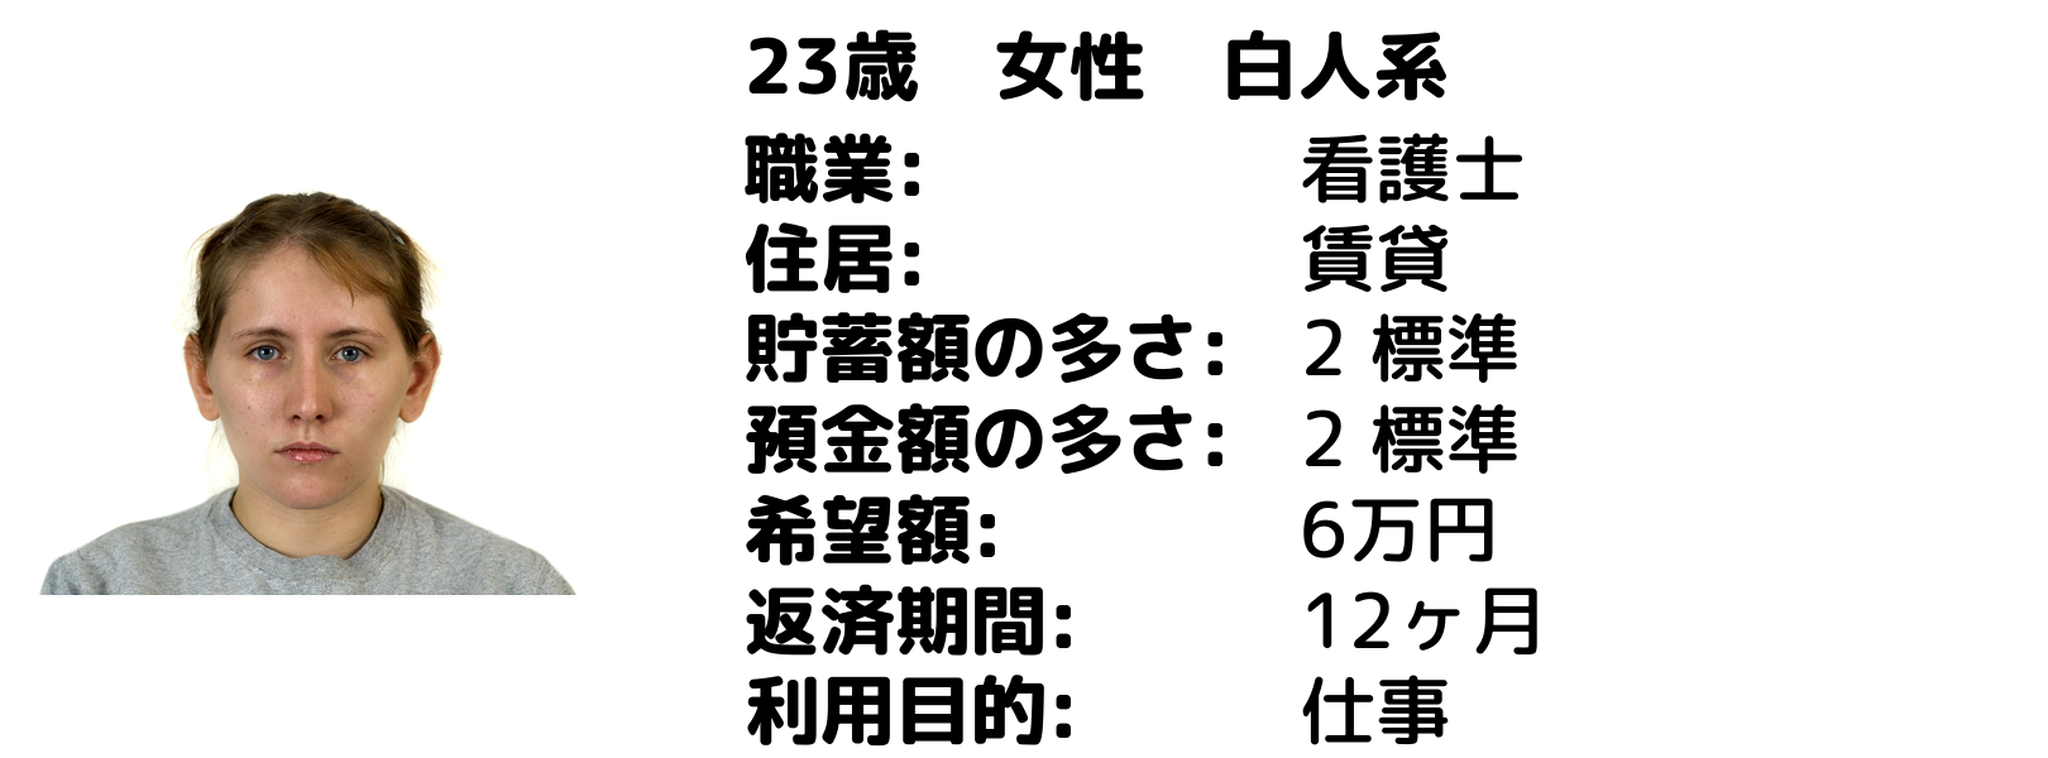 23歳　女性　白人系
職業: 看護士
住居: 賃貸
貯蓄額の多さ: 2 標準
預金額の多さ: 2 標準
希望額: 6万円
返済期間: 12ヶ月
利用目的: 仕事